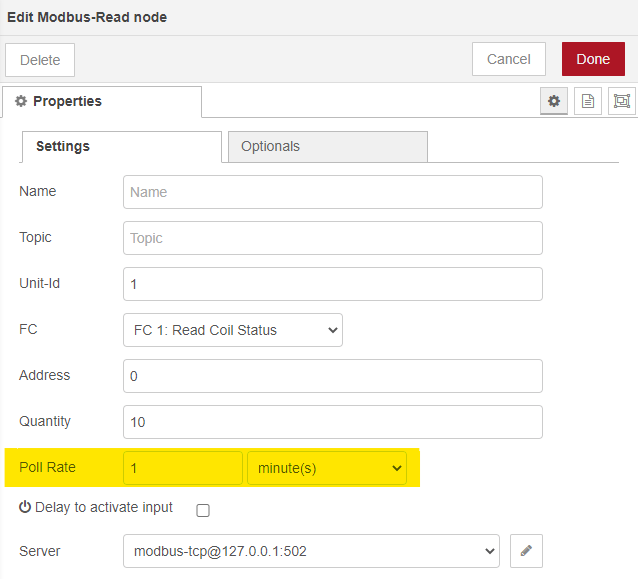 Edit Modbus-Read node
Delete
Cancel
Done
Properties
Settings
Optionals
Name
Name
Topic
Topic
Unit-Id
1
FC
FC 1: Read Coil Status
Address
0
Quantity
10
Poll Rate
1
minute(s)
Delay to activate input
Server
modbus-tcp@127.0.0.1:502